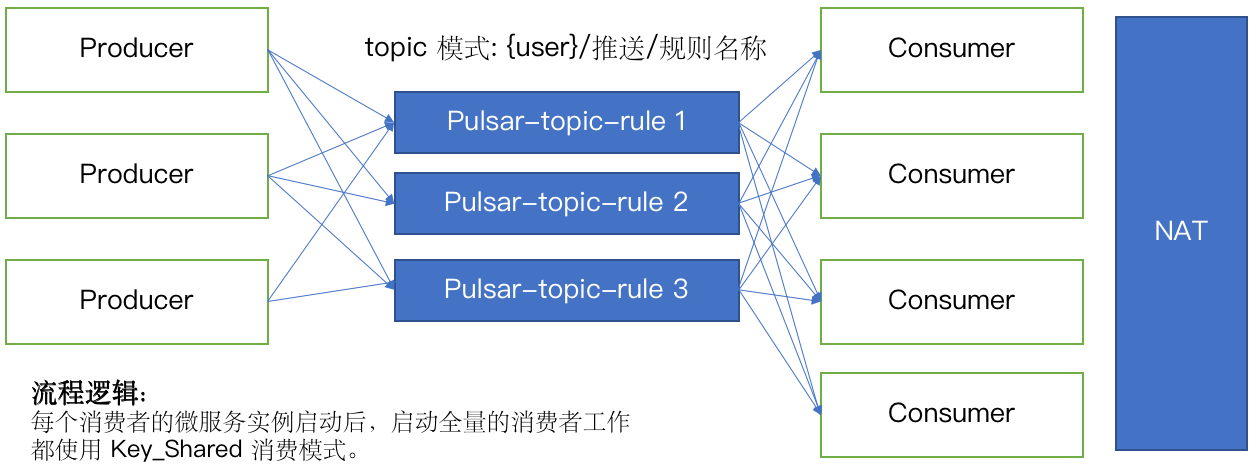 Producer
topic 模式: {user}/推送/规则名称
Consumer
Pulsar-topic-rule 1
Producer
Consumer
Pulsar-topic-rule 2
NAT
Producer
Pulsar-topic-rule 3
Consumer
流程逻辑:
每个消费者的微服务实例启动后，启动全量的消费者工作
都使用 Key_Shared 消费模式。
Consumer